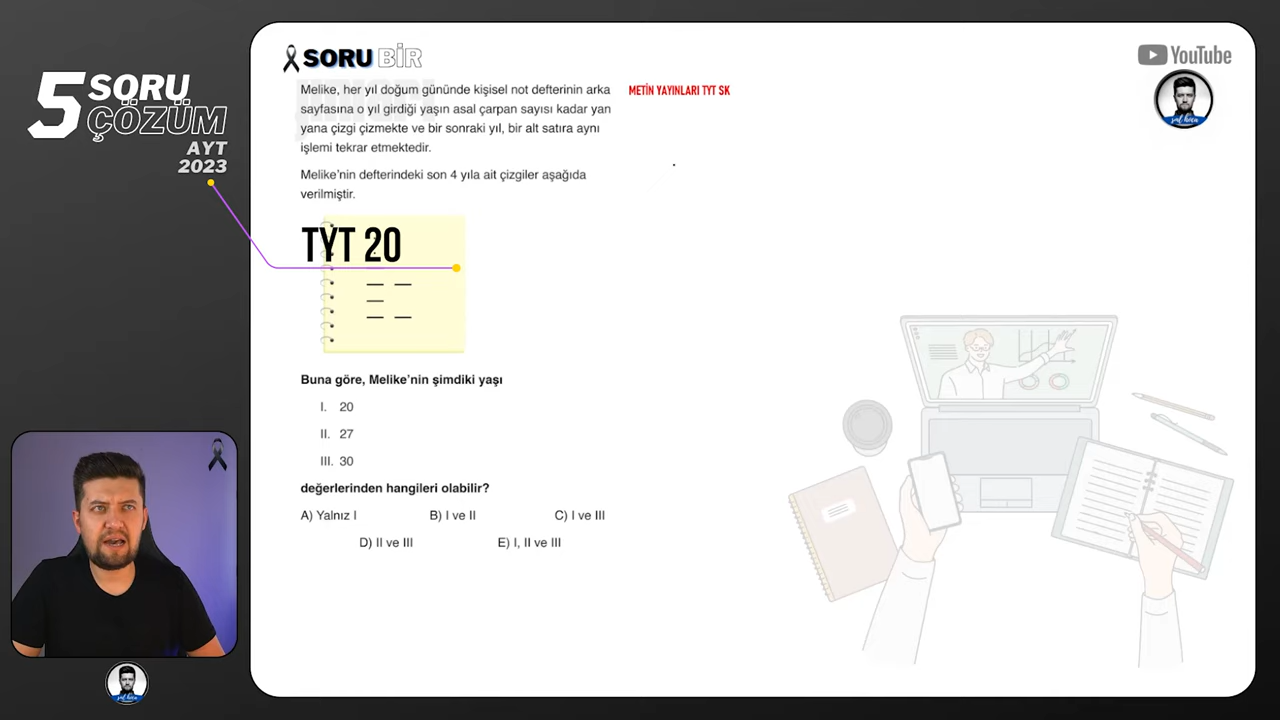 5 SORU
ÇÖZÜM
AYT
2023
SORU BİR
YouTube
METİN YAYINLARI TYT SK
Melike, her yıl doğum gününde kişisel not defterinin arka
sayfasına o yıl girdiği yaşın asal çarpan sayısı kadar yan
yana çizgi çizmekte ve bir sonraki yıl, bir alt satıra aynı
işlemi tekrar etmektedir.
Melike’nin defterindeki son 4 yıla ait çizgiler aşağıda
verilmiştir.
TYT 20
Buna göre, Melike’nin şimdiki yaşı
I. 20
II. 27
III. 30
değerlerinden hangileri olabilir?
A) Yalnız I B) I ve II C) I ve III
D) II ve III E) I, II ve III